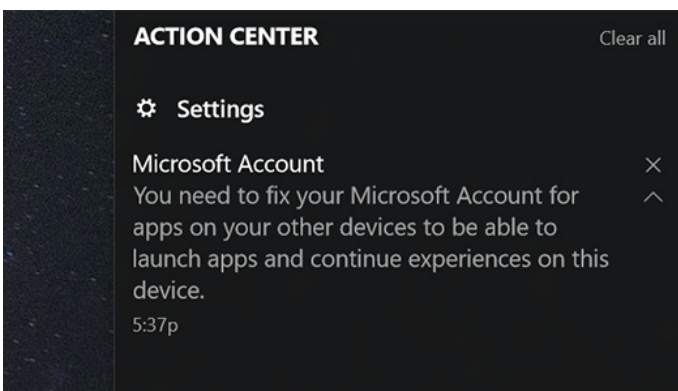 ACTION CENTER
Clear all
Settings
Microsoft Account
You need to fix your Microsoft Account for
apps on your other devices to be able to
launch apps and continue experiences on this
device.
5:37p